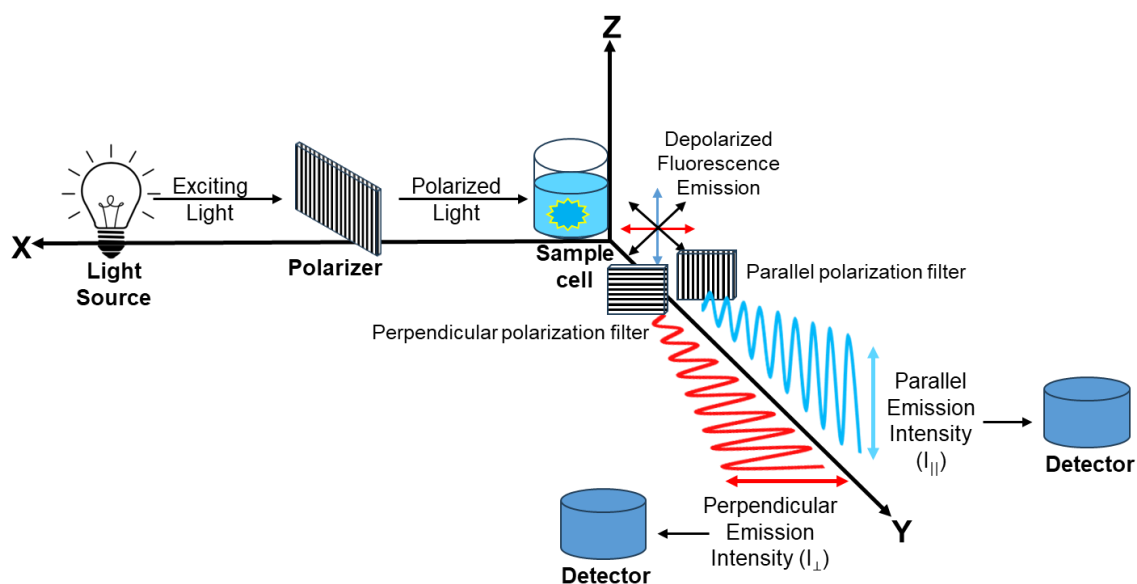 Z
Depolarized
Fluorescence
Emission
Exciting
Light
Polarized
Light
X
Light
Source
Polarizer
Sample
cell
Parallel polarization filter
Perpendicular polarization filter
Parallel
Emission
Intensity
(I||)
Detector
Perpendicular
Emission
Intensity (I⊥)
Detector
Y